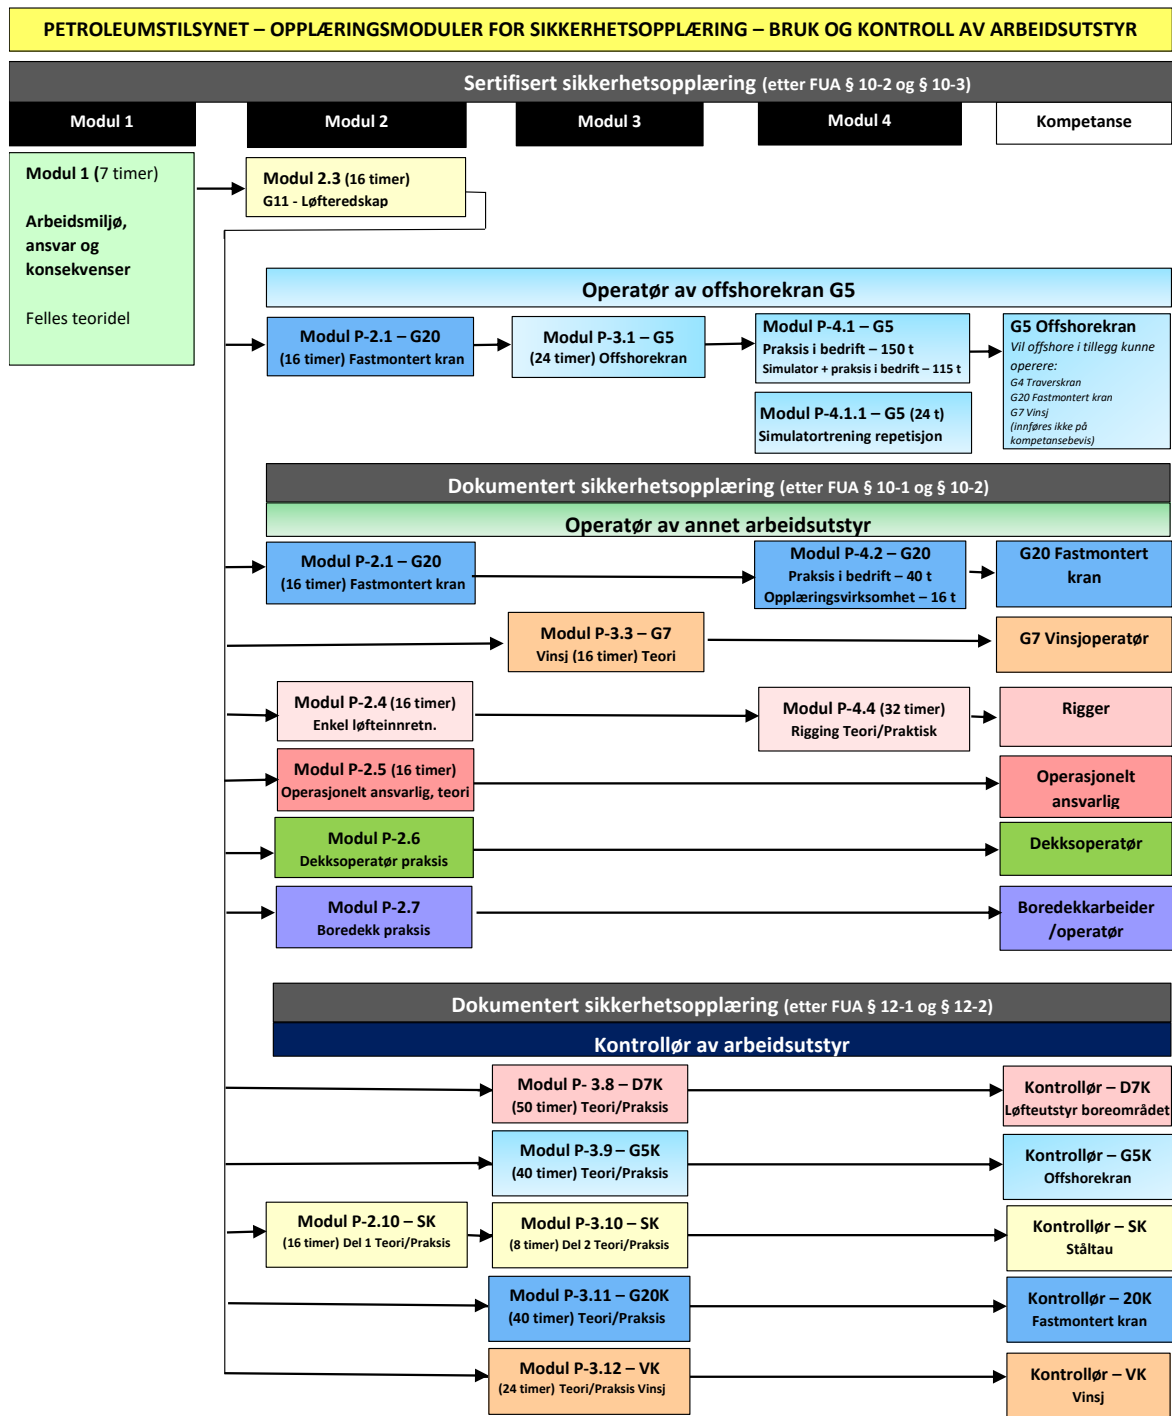 PETROLEUMSTILSYNET – OPPLÆRINGSMODULER FOR SIKKERHETSOPPLÆRING – BRUK OG KONTROLL AV ARBEIDSUTSTYR
Sertifisert sikkerhetsopplæring (etter FUA § 10-2 og § 10-3)
Modul 1
Modul 2
Modul 3
Modul 4
Kompetanse
Modul 1 (7 timer)
Arbeidsmiljø,
ansvar og
konsekvenser
Felles teoridel
Modul 2.3 (16 timer)
G11 - Løfteredskap
Operatør av offshorekran G5
Modul P-2.1 – G20
(16 timer) Fastmontert kran
Modul P-3.1 – G5
(24 timer) Offshorekran
Modul P-4.1 – G5
Praksis i bedrift – 150 t
Simulator + praksis i bedrift – 115 t
G5 Offshorekran
Vil offshore i tillegg kunne
operere:
G4 Traverskran
G20 Fastmontert kran
G7 Vinsj
(innføres ikke på
kompetansebevis)
Modul P-4.1.1 – G5 (24 t)
Simulatortrening repetisjon
Dokumentert sikkerhetsopplæring (etter FUA § 10-1 og § 10-2)
Operatør av annet arbeidsutstyr
Modul P-2.1 – G20
(16 timer) Fastmontert kran
Modul P-4.2 – G20
Praksis i bedrift – 40 t
Opplæringsvirksomhet – 16 t
G20 Fastmontert
kran
Modul P-3.3 – G7
Vinsj (16 timer) Teori
G7 Vinsjoperatør
Modul P-2.4 (16 timer)
Enkel løfteinnretn.
Modul P-4.4 (32 timer)
Rigging Teori/Praktisk
Rigger
Modul P-2.5 (16 timer)
Operasjonelt ansvarlig, teori
Operasjonelt
ansvarlig
Modul P-2.6
Dekksoperatør praksis
Dekksoperatør
Modul P-2.7
Boredekk praksis
Boredekkarbeider
/operatør
Dokumentert sikkerhetsopplæring (etter FUA § 12-1 og § 12-2)
Kontrollør av arbeidsutstyr
Modul P- 3.8 – D7K
(50 timer) Teori/Praksis
Kontrollør – D7K
Løfteutstyr boreområdet
Modul P-3.9 – G5K
(40 timer) Teori/Praksis
Kontrollør – G5K
Offshorekran
Modul P-2.10 – SK
(16 timer) Del 1 Teori/Praksis
Modul P-3.10 – SK
(8 timer) Del 2 Teori/Praksis
Kontrollør – SK
Ståltau
Modul P-3.11 – G20K
(40 timer) Teori/Praksis
Kontrollør – 20K
Fastmontert kran
Modul P-3.12 – VK
(24 timer) Teori/Praksis Vinsj
Kontrollør – VK
Vinsj